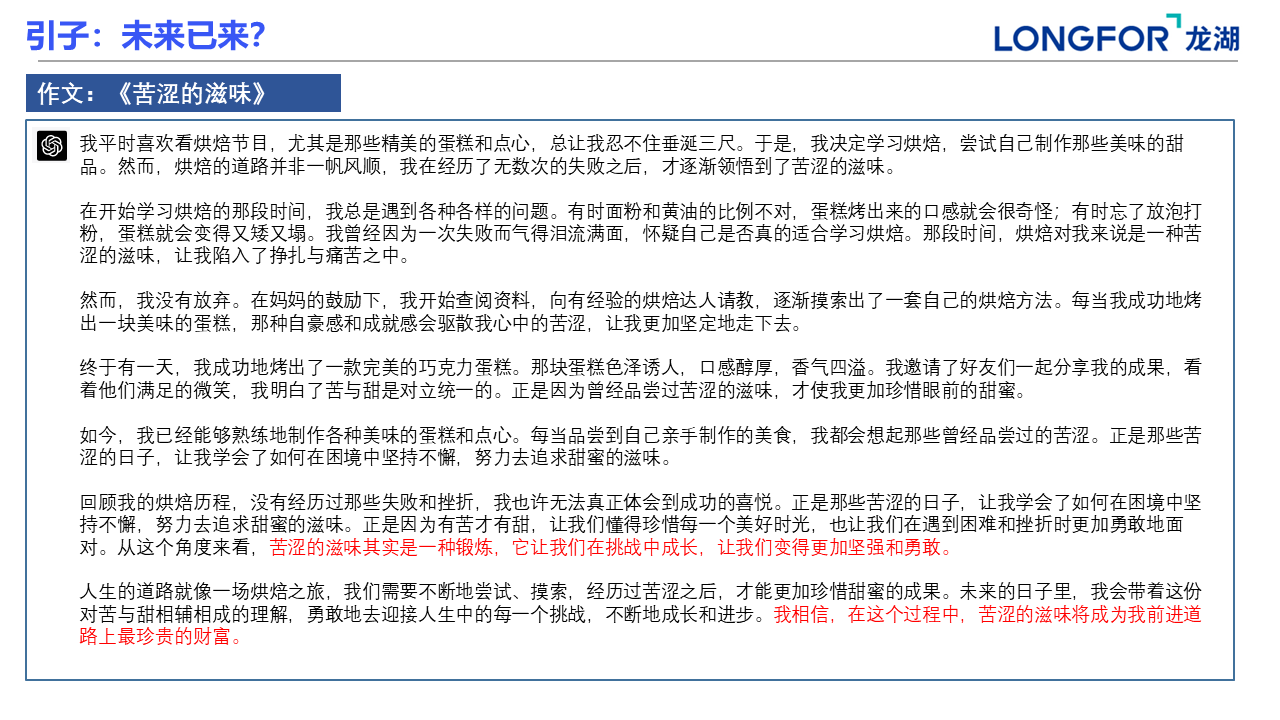 引子：未来已来？
LONGFOR 龙湖
作文：《苦涩的滋味》
我平时喜欢看烘焙节目，尤其是那些精美的蛋糕和点心，总让我忍不住垂涎三尺。于是，我决定学习烘焙，尝试自己制作那些美味的甜
品。然而，烘焙的道路并非一帆风顺，我在经历了无数次的失败之后，才逐渐领悟到了苦涩的滋味。
在开始学习烘焙的那段时间，我总是遇到各种各样的问题。有时面粉和黄油的比例不对，蛋糕烤出来的口感就会很奇怪；有时忘了放泡打
粉，蛋糕就会变得又矮又塌。我曾经因为一次失败而气得泪流满面，怀疑自己是否真的适合学习烘焙。那段时间，烘焙对我来说是一种苦
涩的滋味，让我陷入了挣扎与痛苦之中。
然而，我没有放弃。在妈妈的鼓励下，我开始查阅资料，向有经验的烘焙达人请教，逐渐摸索出了一套自己的烘焙方法。每当我成功地烤
出一块美味的蛋糕，那种自豪感和成就感会驱散我心中的苦涩，让我更加坚定地走下去。
终于有一天，我成功地烤出了一款完美的巧克力蛋糕。那块蛋糕色泽诱人，口感醇厚，香气四溢。我邀请了好友们一起分享我的成果，看
着他们满足的微笑，我明白了苦与甜是对立统一的。正是因为曾经品尝过苦涩的滋味，才使我更加珍惜眼前的甜蜜。
如今，我已经能够熟练地制作各种美味的蛋糕和点心。每当品尝到自己亲手制作的美食，我都会想起那些曾经品尝过的苦涩。正是那些苦
涩的日子，让我学会了如何在困境中坚持不懈，努力去追求甜蜜的滋味。
回顾我的烘焙历程，没有经历过那些失败和挫折，我也许无法真正体会到成功的喜悦。正是那些苦涩的日子，让我学会了如何在困境中坚
持不懈，努力去追求甜蜜的滋味。正是因为有苦才有甜，让我们懂得珍惜每一个美好时光，也让我们在遇到困难和挫折时更加勇敢地面
对。从这个角度来看，苦涩的滋味其实是一种锻炼，它让我们在挑战中成长，让我们变得更加坚强和勇敢。
人生的道路就像一场烘焙之旅，我们需要不断地尝试、摸索，经历过苦涩之后，才能更加珍惜甜蜜的成果。未来的日子里，我会带着这份
对苦与甜相辅相成的理解，勇敢地去迎接人生中的每一个挑战，不断地成长和进步。我相信，在这个过程中，苦涩的滋味将成为我前进道
路上最珍贵的财富。